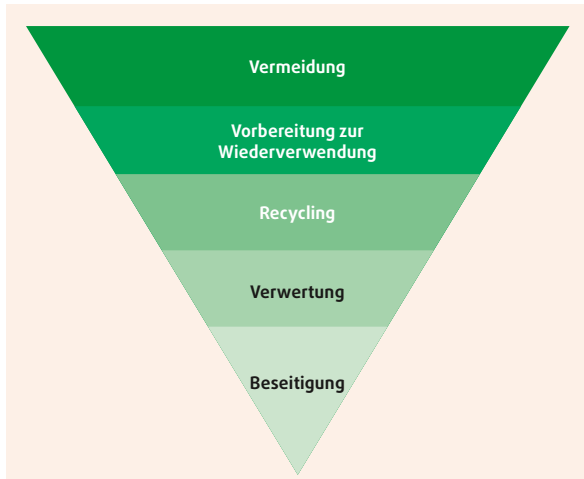 Vermeidung
Vorbereitung zur
Wiederverwendung
Recycling
Verwertung
Beseitigung